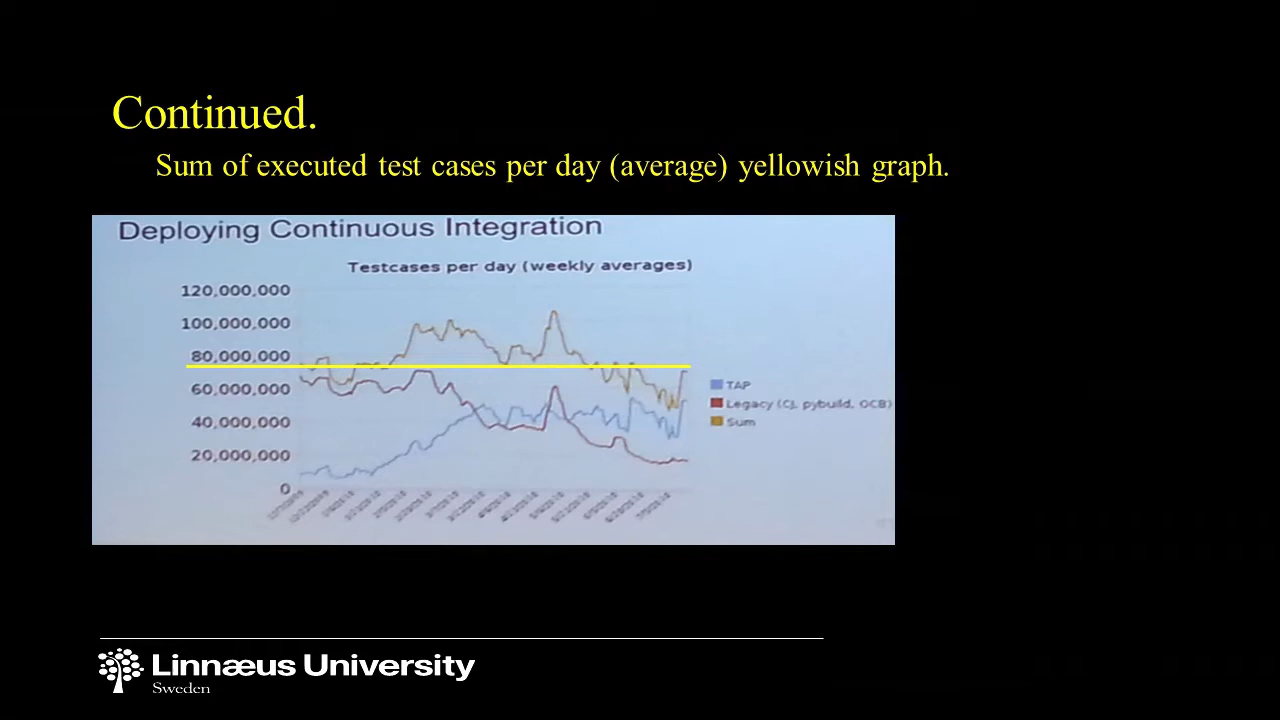 Continued.
Sum of executed test cases per day (average) yellowish graph.
Deploying Continuous Integration
Testcases per day (weekly averages)
120,000,000
100,000,000
80,000,000
60,000,000
40,000,000
20,000,000
0
TAP
Legacy (CJ, pybuild, OCB)
Sum
Linnæus University
Sweden